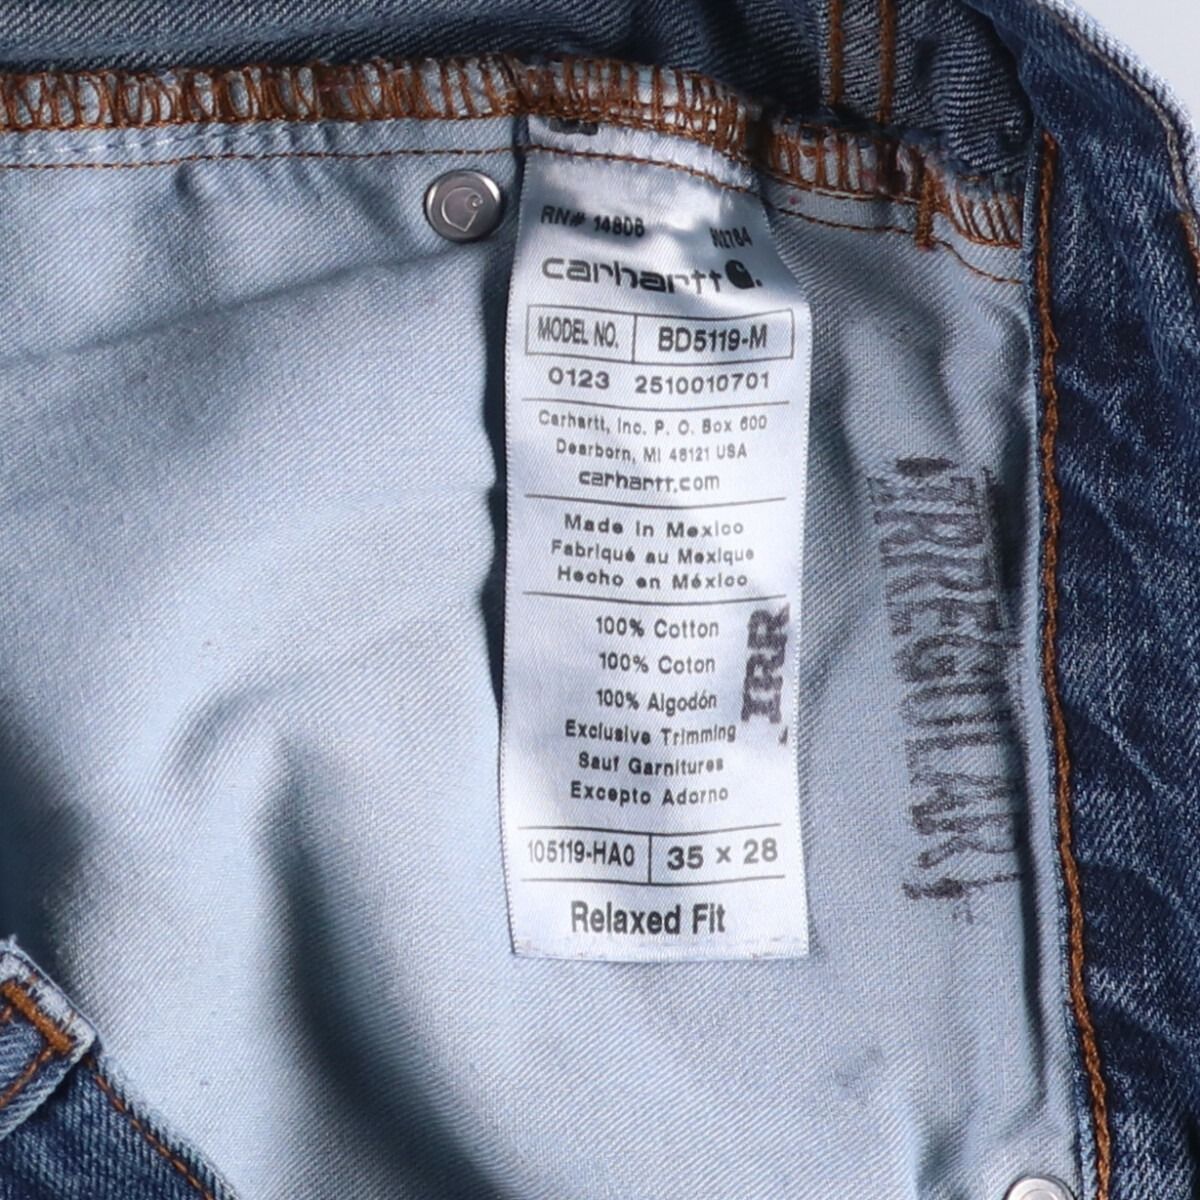 RN# 14806
carhartt
MODEL NO. BD5119-M
0123 2510010701
Carhartt, Inc. P. O. Box 600
Dearborn, MI 48121 USA
carhartt.com
Made in Mexico
Fabriqué au Mexique
Hecho en México
100% Cotton
100% Coton
100% Algodón
Exclusive Trimming
Sauf Garnitures
Excepto Adorno
IRR
105119-HA0 35 x 28
Relaxed Fit
IRREGULAR